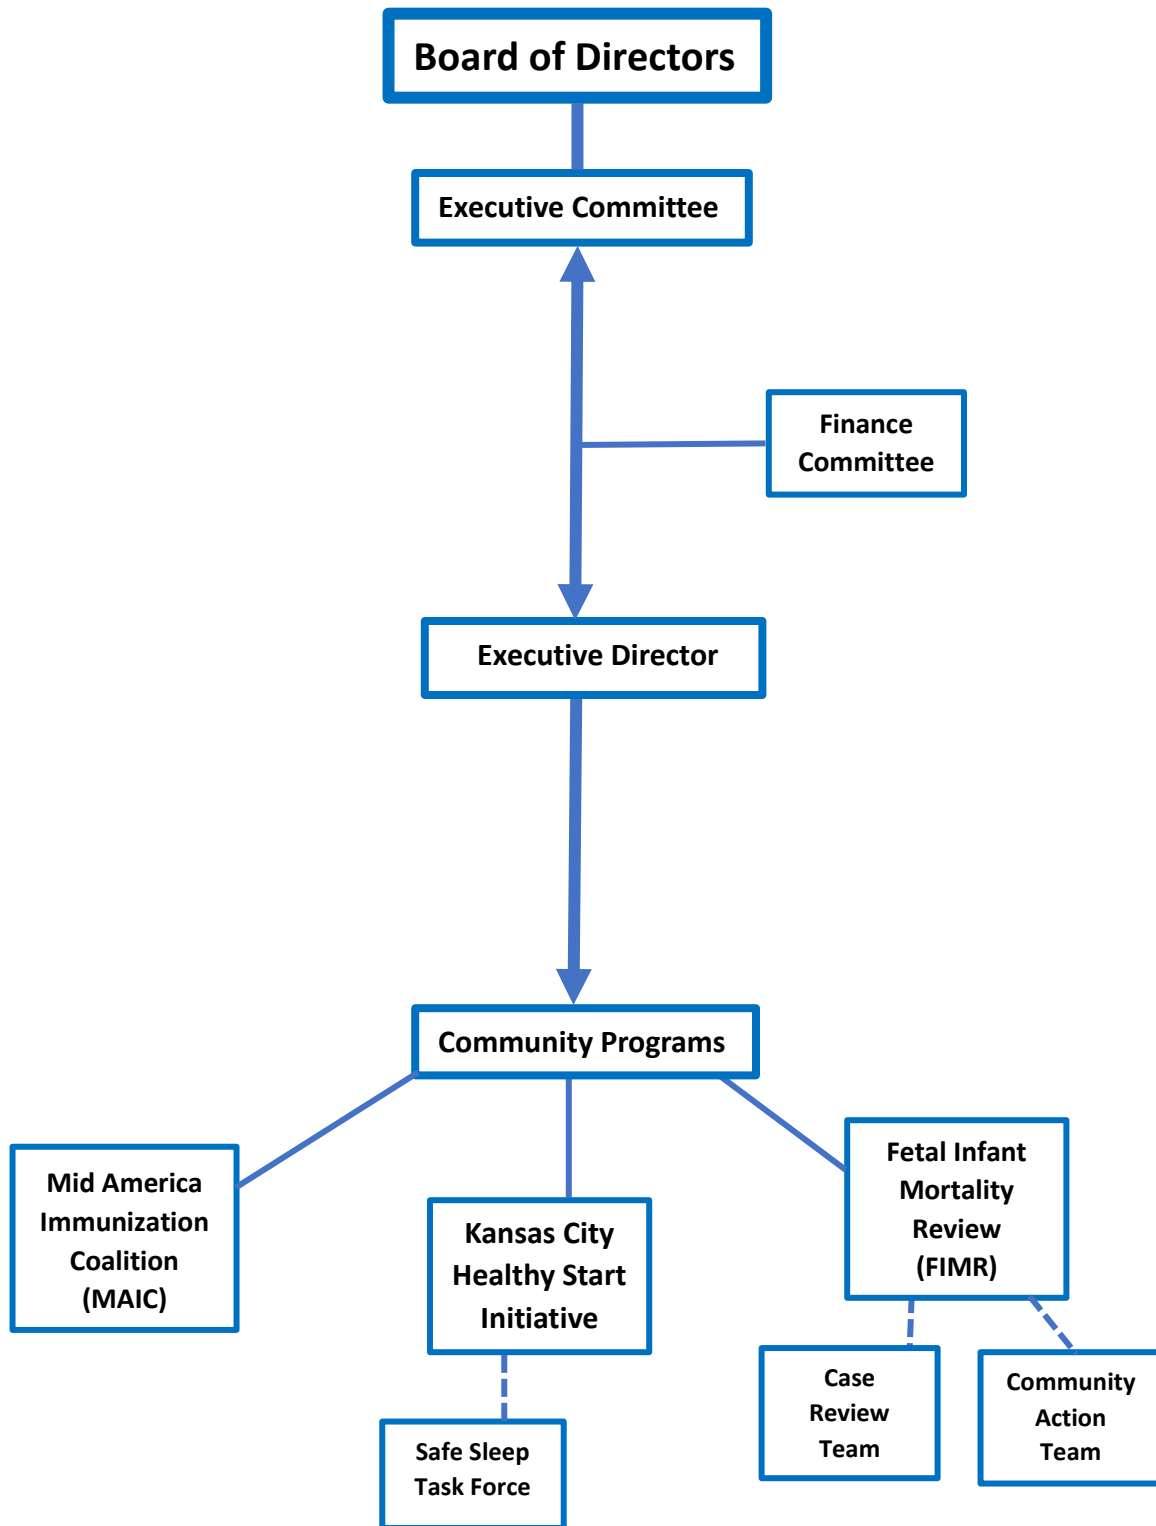 Board of Directors
Executive Committee
Finance
Committee
Executive Director
Community Programs
Mid America
Immunization
Coalition
(MAIC)
Kansas City
Healthy Start
Initiative
Fetal Infant
Mortality
Review
(FIMR)
Safe Sleep
Task Force
Case
Review
Team
Community
Action
Team